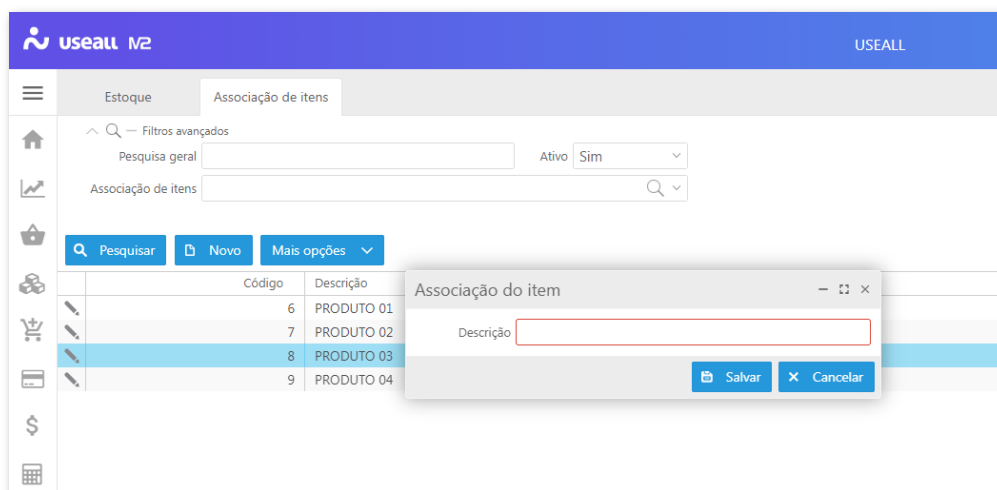 useall M2
USEALL
Estoque
Associação de itens
Filtros avançados
Pesquisa geral
Ativo Sim
Associação de itens
Pesquisar
Novo
Mais opções
Código Descrição
6 PRODUTO 01
7 PRODUTO 02
8 PRODUTO 03
9 PRODUTO 04
Associação do item
Descrição
Salvar
Cancelar